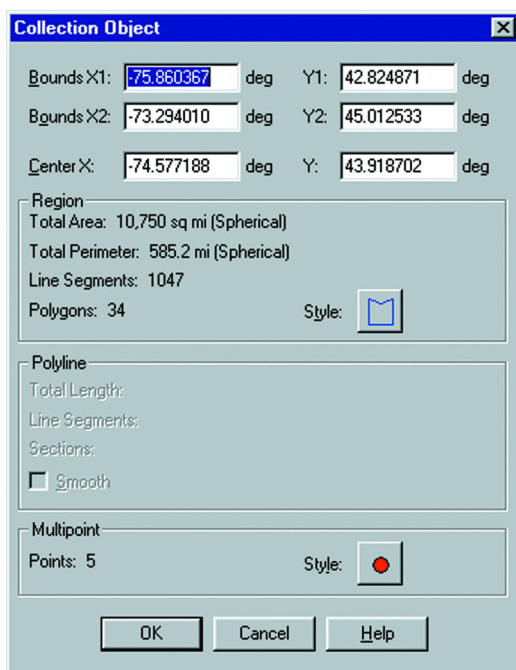 Collection Object
Bounds X1: -75.860367 deg Y1: 42.824871 deg
Bounds X2: -73.294010 deg Y2: 45.012533 deg
Center X: -74.577188 deg Y: 43.918702 deg
Region
Total Area: 10,750 sq mi (Spherical)
Total Perimeter: 585.2 mi (Spherical)
Line Segments: 1047
Polygons: 34 Style:
Polyline
Total Length:
Line Segments:
Sections:
Smooth
Multipoint
Points: 5 Style:
OK Cancel Help